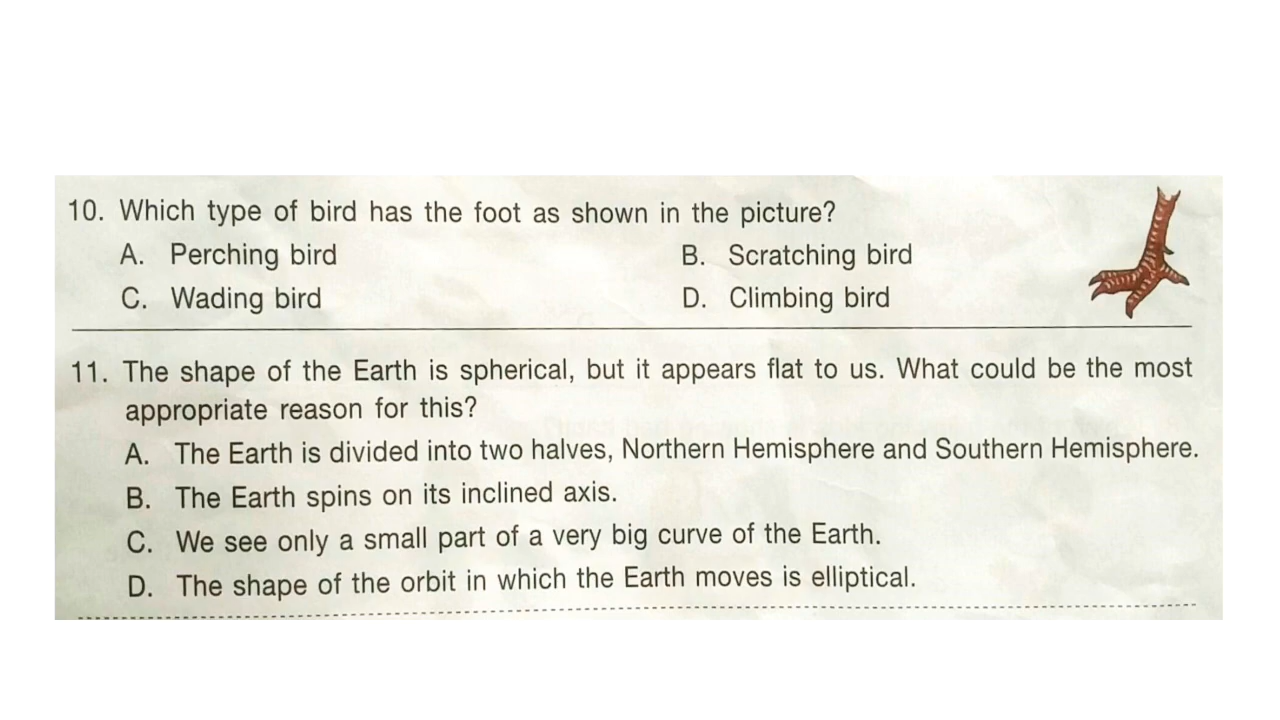 10. Which type of bird has the foot as shown in the picture?
A. Perching bird B. Scratching bird
C. Wading bird D. Climbing bird
11. The shape of the Earth is spherical, but it appears flat to us. What could be the most
appropriate reason for this?
A. The Earth is divided into two halves, Northern Hemisphere and Southern Hemisphere.
B. The Earth spins on its inclined axis.
C. We see only a small part of a very big curve of the Earth.
D. The shape of the orbit in which the Earth moves is elliptical.